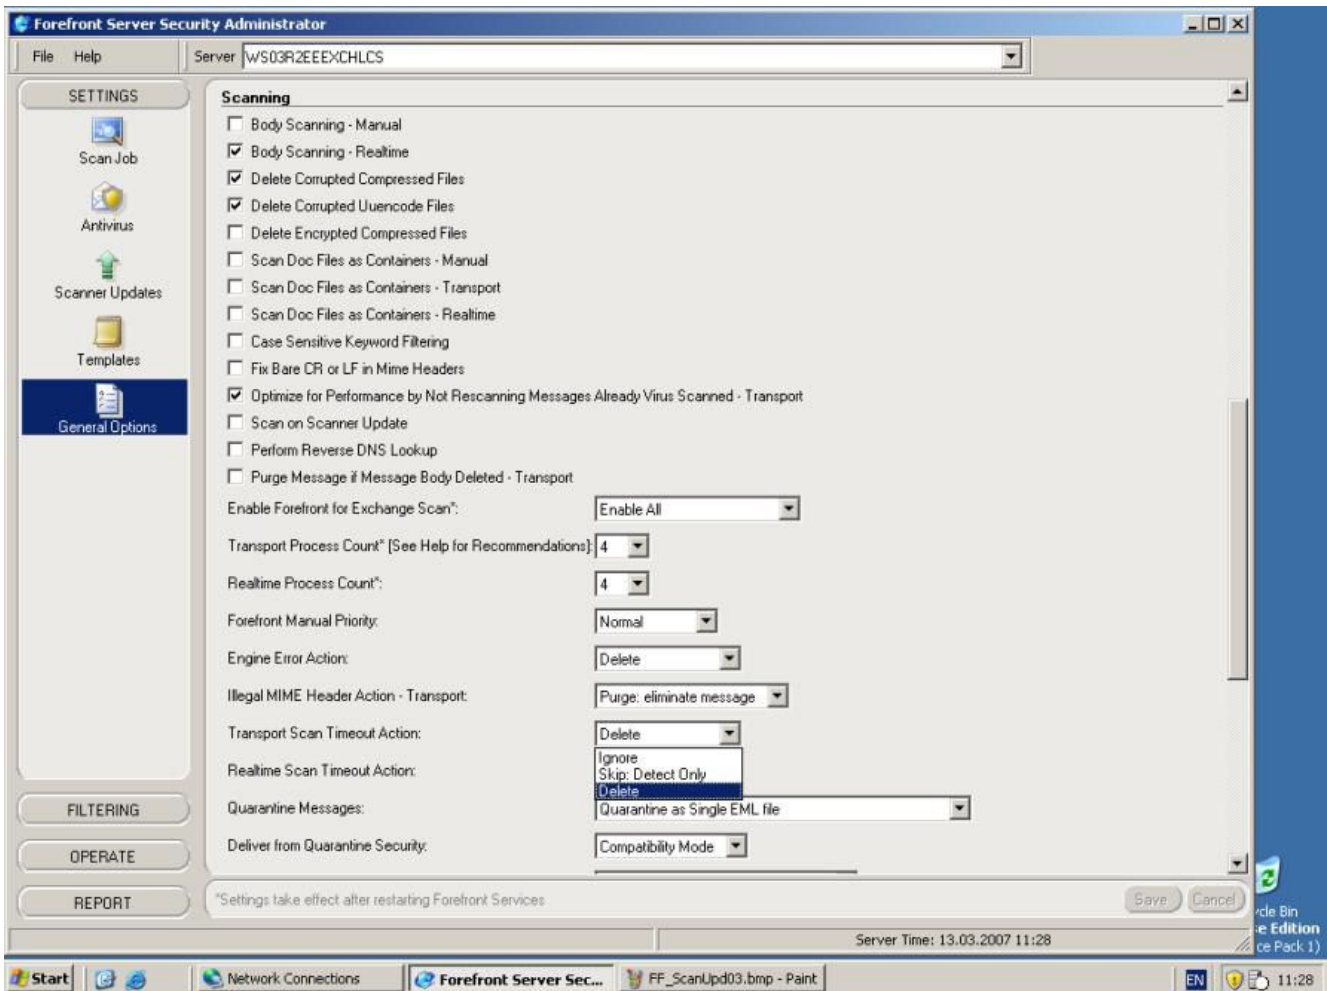 Forefront Server Security Administrator
File Help Server WS03R2EEEXCHLCS
SETTINGS
Scan Job
Antivirus
Scanner Updates
Templates
General Options
FILTERING
OPERATE
REPORT
Scanning
Body Scanning - Manual
Body Scanning - Realtime
Delete Corrupted Compressed Files
Delete Corrupted Uuencode Files
Delete Encrypted Compressed Files
Scan Doc Files as Containers - Manual
Scan Doc Files as Containers - Transport
Scan Doc Files as Containers - Realtime
Case Sensitive Keyword Filtering
Fix Bare CR or LF in Mime Headers
Optimize for Performance by Not Rescanning Messages Already Virus Scanned - Transport
Scan on Scanner Update
Perform Reverse DNS Lookup
Purge Message if Message Body Deleted - Transport
Enable Forefront for Exchange Scan*: Enable All
Transport Process Count* [See Help for Recommendations]: 4
Realtime Process Count*: 4
Forefront Manual Priority: Normal
Engine Error Action: Delete
Illegal MIME Header Action - Transport: Purge: eliminate message
Transport Scan Timeout Action: Delete
Ignore
Skip: Detect Only
Delete
Realtime Scan Timeout Action:
Quarantine Messages: Quarantine as Single EML file
Deliver from Quarantine Security: Compatibility Mode
*Settings take effect after restarting Forefront Services
Save Cancel
Server Time: 13.03.2007 11:28
cle Bin
e Edition
ce Pack 1)
Start Network Connections Forefront Server Sec... FF_ScanUpd03.bmp - Paint EN 11:28